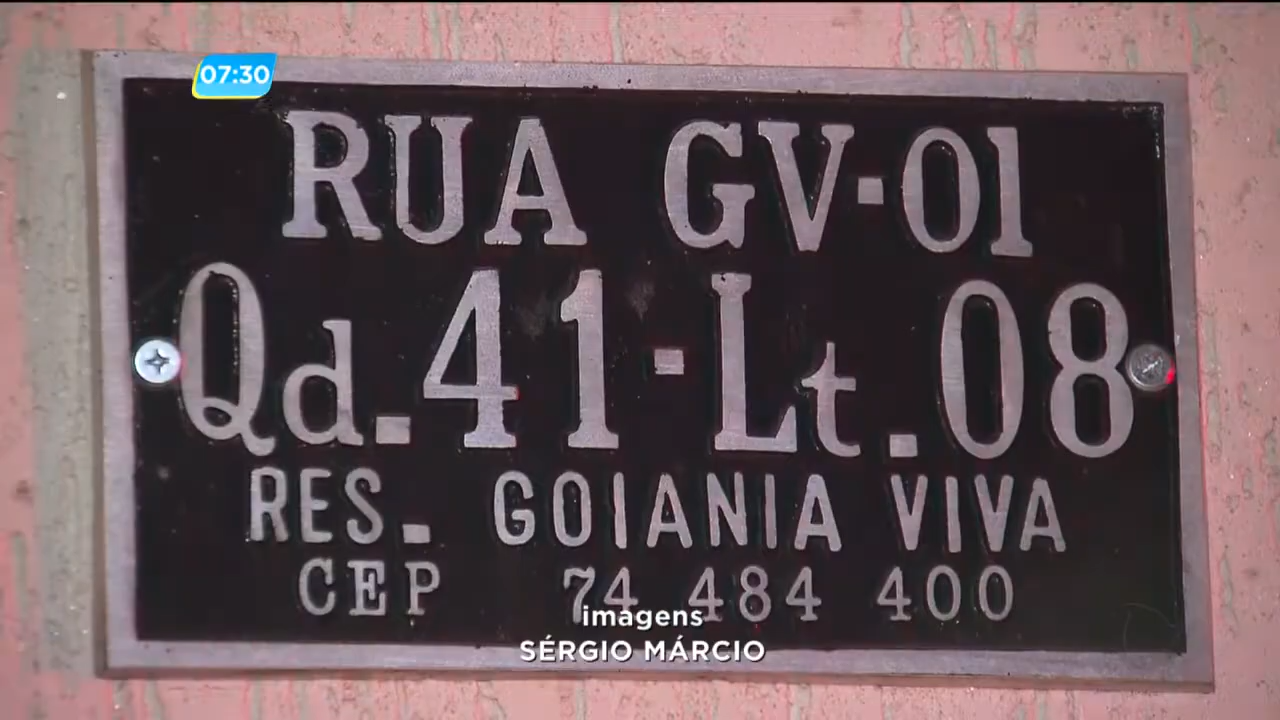 07:30
RUA GV-01
Qd.41-Lt.08
RES. GOIANIA VIVA
CEP 74 484 400
imagens
SÉRGIO MÁRCIO